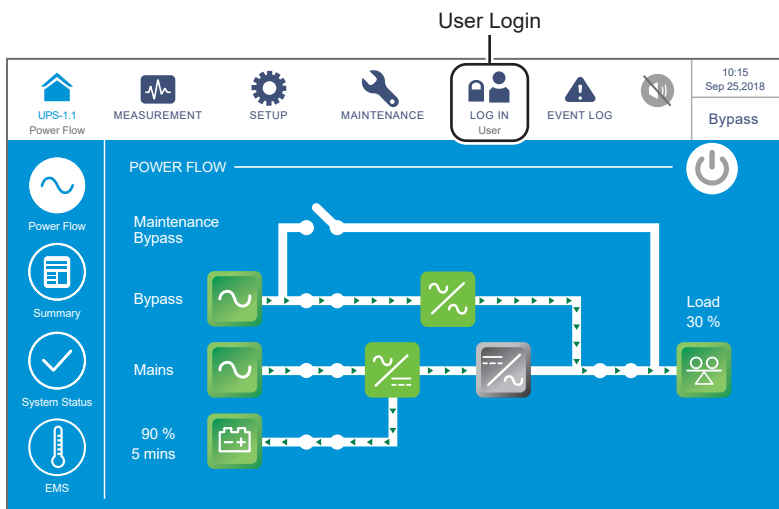 User Login
UPS-1.1
Power Flow
MEASUREMENT
SETUP
MAINTENANCE
LOG IN
User
EVENT LOG
10:15
Sep 25,2018
Bypass
POWER FLOW
Power Flow
Summary
System Status
EMS
Maintenance
Bypass
Bypass
Mains
90 %
5 mins
Load
30 %